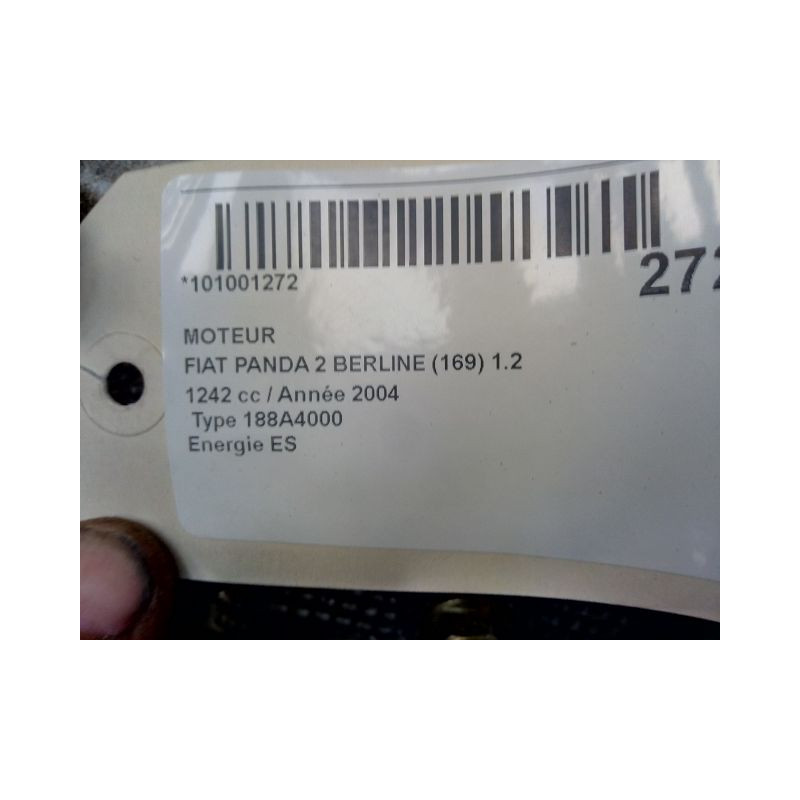 *101001272
272
MOTEUR
FIAT PANDA 2 BERLINE (169) 1.2
1242 cc / Année 2004
Type 188A4000
Energie ES